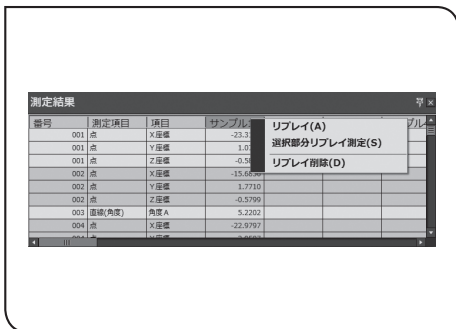 測定結果
番号 測定項目 項目 サンプル
001 点 X座標 -23.3
001 点 Y座標 1.0
001 点 Z座標 -0.5
002 点 X座標 -15.6630
002 点 Y座標 1.7710
002 点 Z座標 -0.5799
003 直線(角度) 角度A 5.2202
004 点 X座標 -22.9797
リプレイ(A)
選択部分リプレイ測定(S)
リプレイ削除(D)